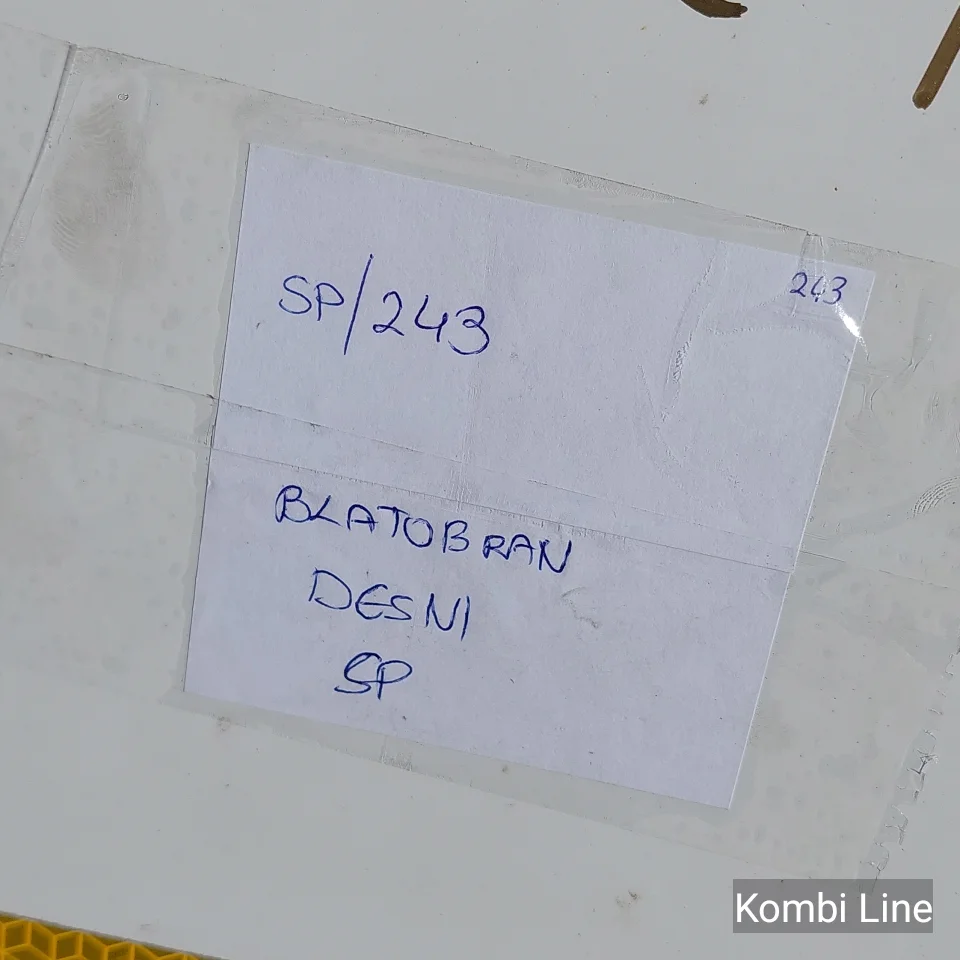 243
SP/243
BLATOBRAN
DESNI
SP
Kombi Line